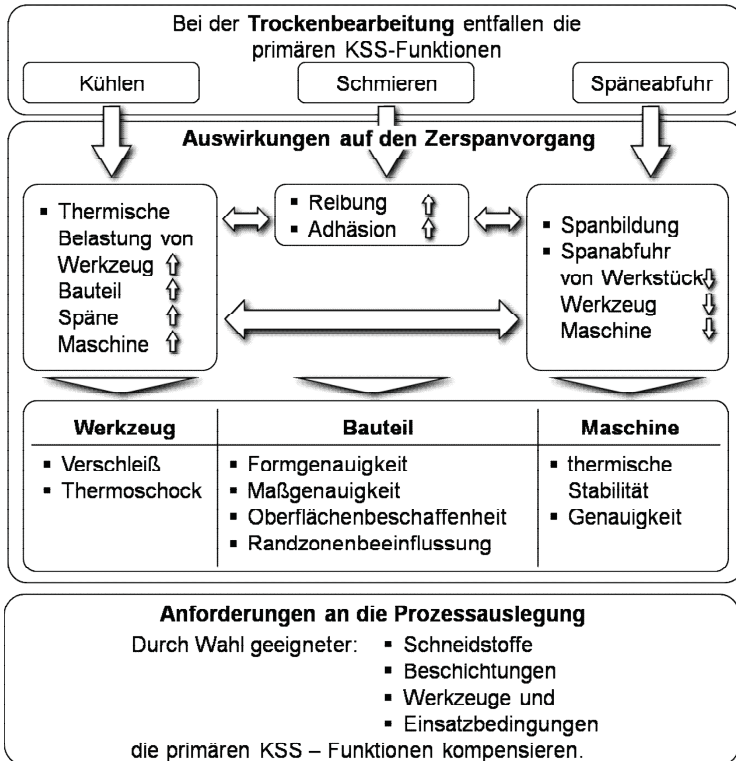 Bei der Trockenbearbeitung entfallen die
primären KSS-Funktionen
Kühlen
Schmieren
Späneabfuhr
Auswirkungen auf den Zerspanvorgang
▪ Thermische
Belastung von
Werkzeug ⇧
Bauteil ⇧
Späne ⇧
Maschine ⇧
▪ Reibung ⇧
▪ Adhäsion ⇧
▪ Spanbildung
▪ Spanabfuhr
von Werkstück ⇩
Werkzeug ⇩
Maschine ⇩
Werkzeug
▪ Verschleiß
▪ Thermoschock
Bauteil
▪ Formgenauigkeit
▪ Maßgenauigkeit
▪ Oberflächenbeschaffenheit
▪ Randzonenbeeinflussung
Maschine
▪ thermische
Stabilität
▪ Genauigkeit
Anforderungen an die Prozessauslegung
Durch Wahl geeigneter: ▪ Schneidstoffe
▪ Beschichtungen
▪ Werkzeuge und
▪ Einsatzbedingungen
die primären KSS – Funktionen kompensieren.